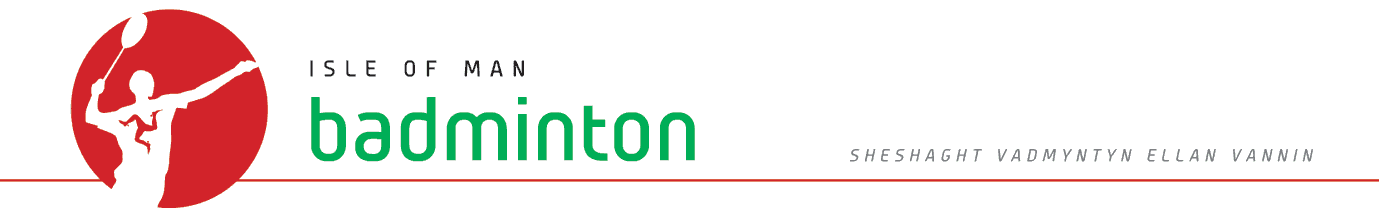 ISLE OF MAN
badminton
SHESHAGHT VADMYNTYN ELLAN VANNIN